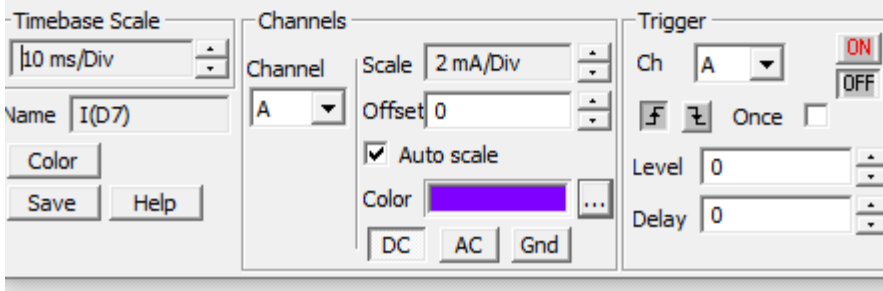 Timebase Scale
10 ms/Div
Name I(D7)
Color
Save Help
Channels
Channel
A
Scale 2 mA/Div
Offset 0
Auto scale
Color ...
DC AC Gnd
Trigger
Ch A
ON
OFF
Once
Level 0
Delay 0